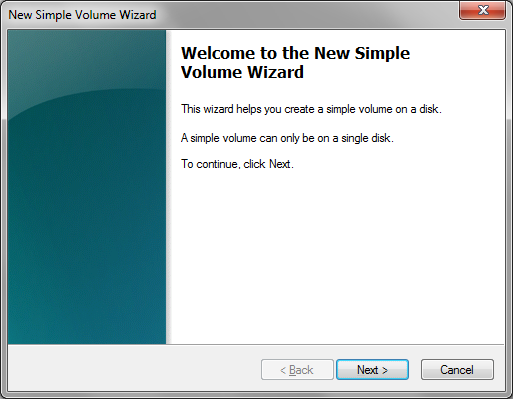 New Simple Volume Wizard
Welcome to the New Simple
Volume Wizard
This wizard helps you create a simple volume on a disk.
A simple volume can only be on a single disk.
To continue, click Next.
< Back
Next >
Cancel